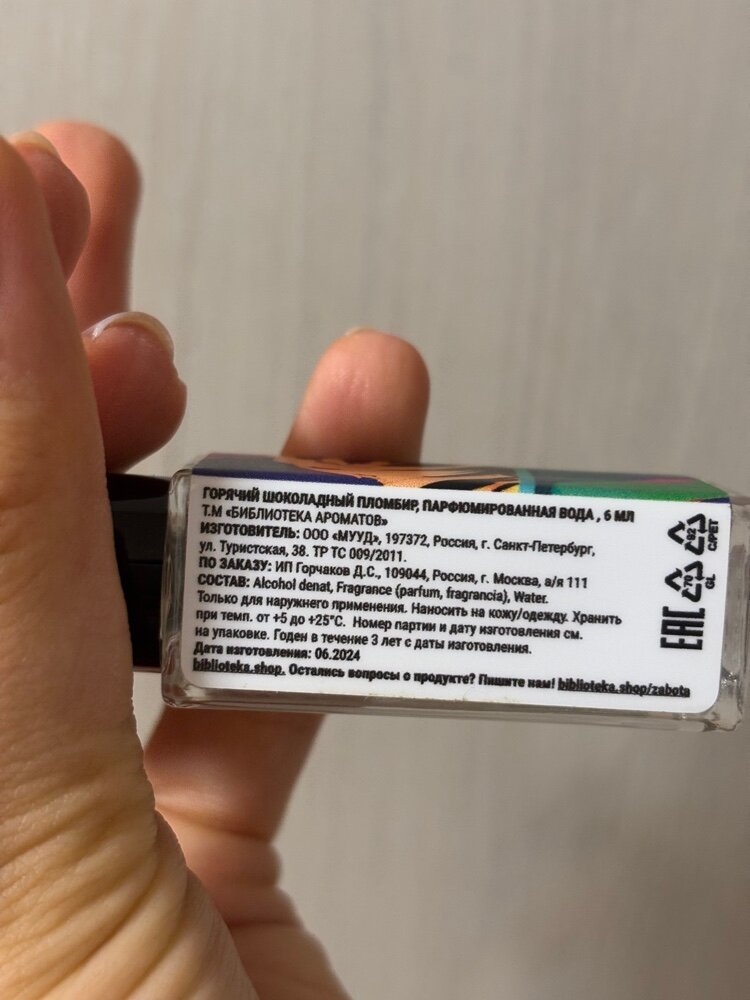 ГОРЯЧИЙ ШОКОЛАДНЫЙ ПЛОМБИР, ПАРФЮМИРОВАННАЯ ВОДА , 6 МЛ
Т.М «БИБЛИОТЕКА АРОМАТОВ»
ИЗГОТОВИТЕЛЬ: ООО «МУУД», 197372, Россия, г. Санкт-Петербург,
ул. Туристская, 38. ТР ТС 009/2011.
ПО ЗАКАЗУ: ИП Горчаков Д.С., 109044, Россия, г. Москва, а/я 111
СОСТАВ: Alcohol denat, Fragrance (parfum, fragrancia), Water.
Только для наружного применения. Наносить на кожу/одежду. Хранить
при темп. от +5 до +25°С. Номер партии и дату изготовления см.
на упаковке. Годен в течение 3 лет с даты изготовления.
Дата изготовления: 06.2024
biblioteka.shop. Остались вопросы о продукте? Пишите нам! biblioteka.shop/zabota
EAC
70
GL
92
C/PET